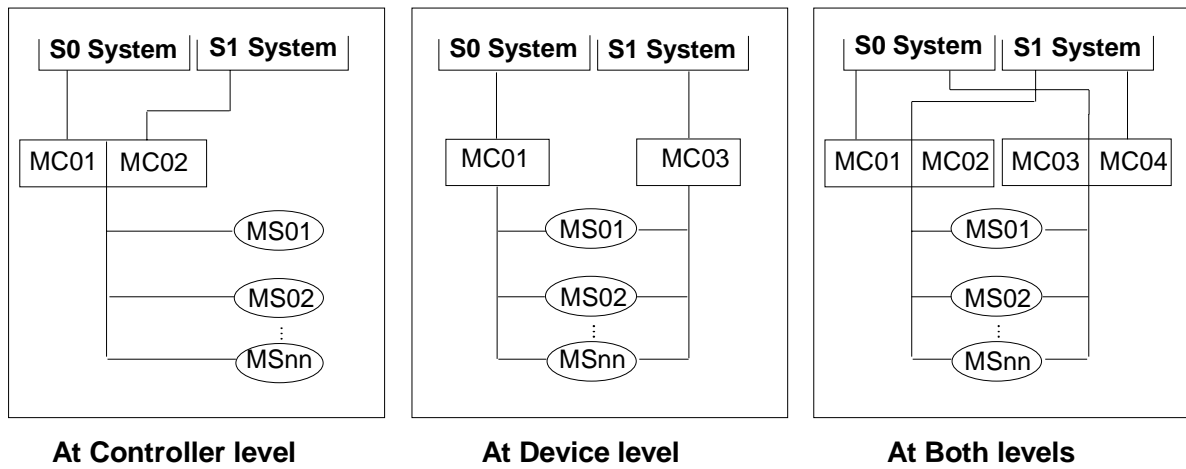 S0 System S1 System
MC01 MC02
MS01
MS02
MSnn
At Controller level
S0 System S1 System
MC01 MC03
MS01
MS02
MSnn
At Device level
S0 System S1 System
MC01 MC02 MC03 MC04
MS01
MS02
MSnn
At Both levels